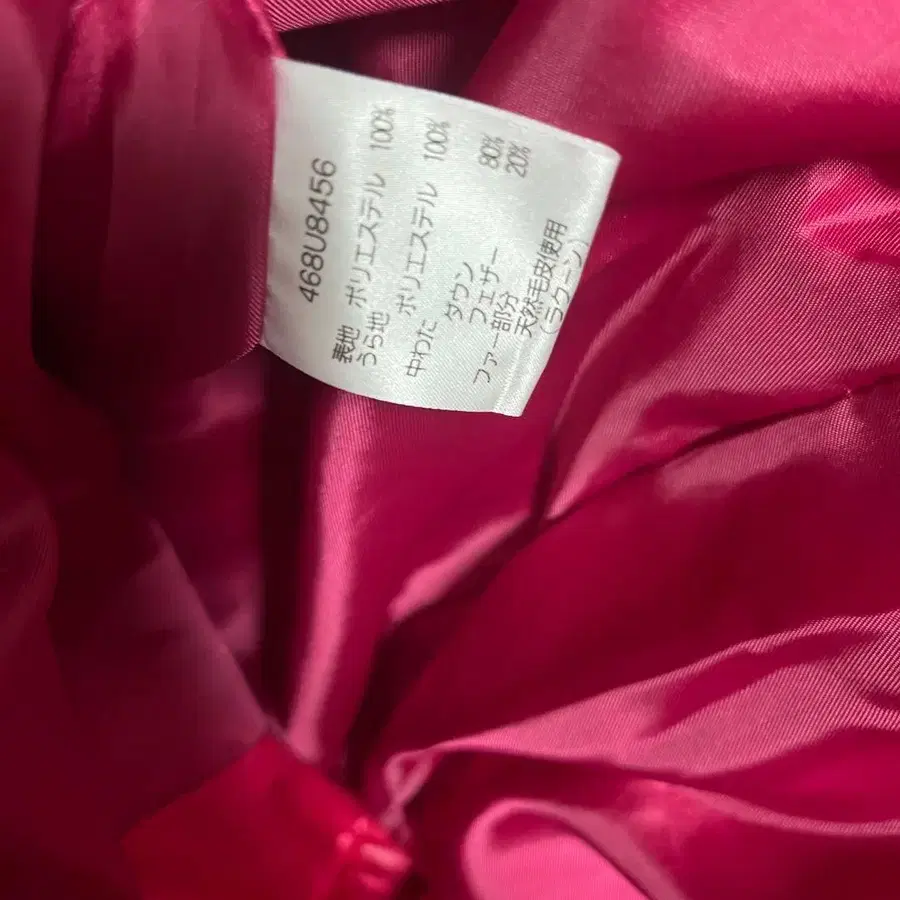 468U8456
表地 ポリエステル 100%
うら地 ポリエステル 100%
中わた ダウン 80%
フェザー 20%
ファー部分
天然毛皮使用
(ラクーン)